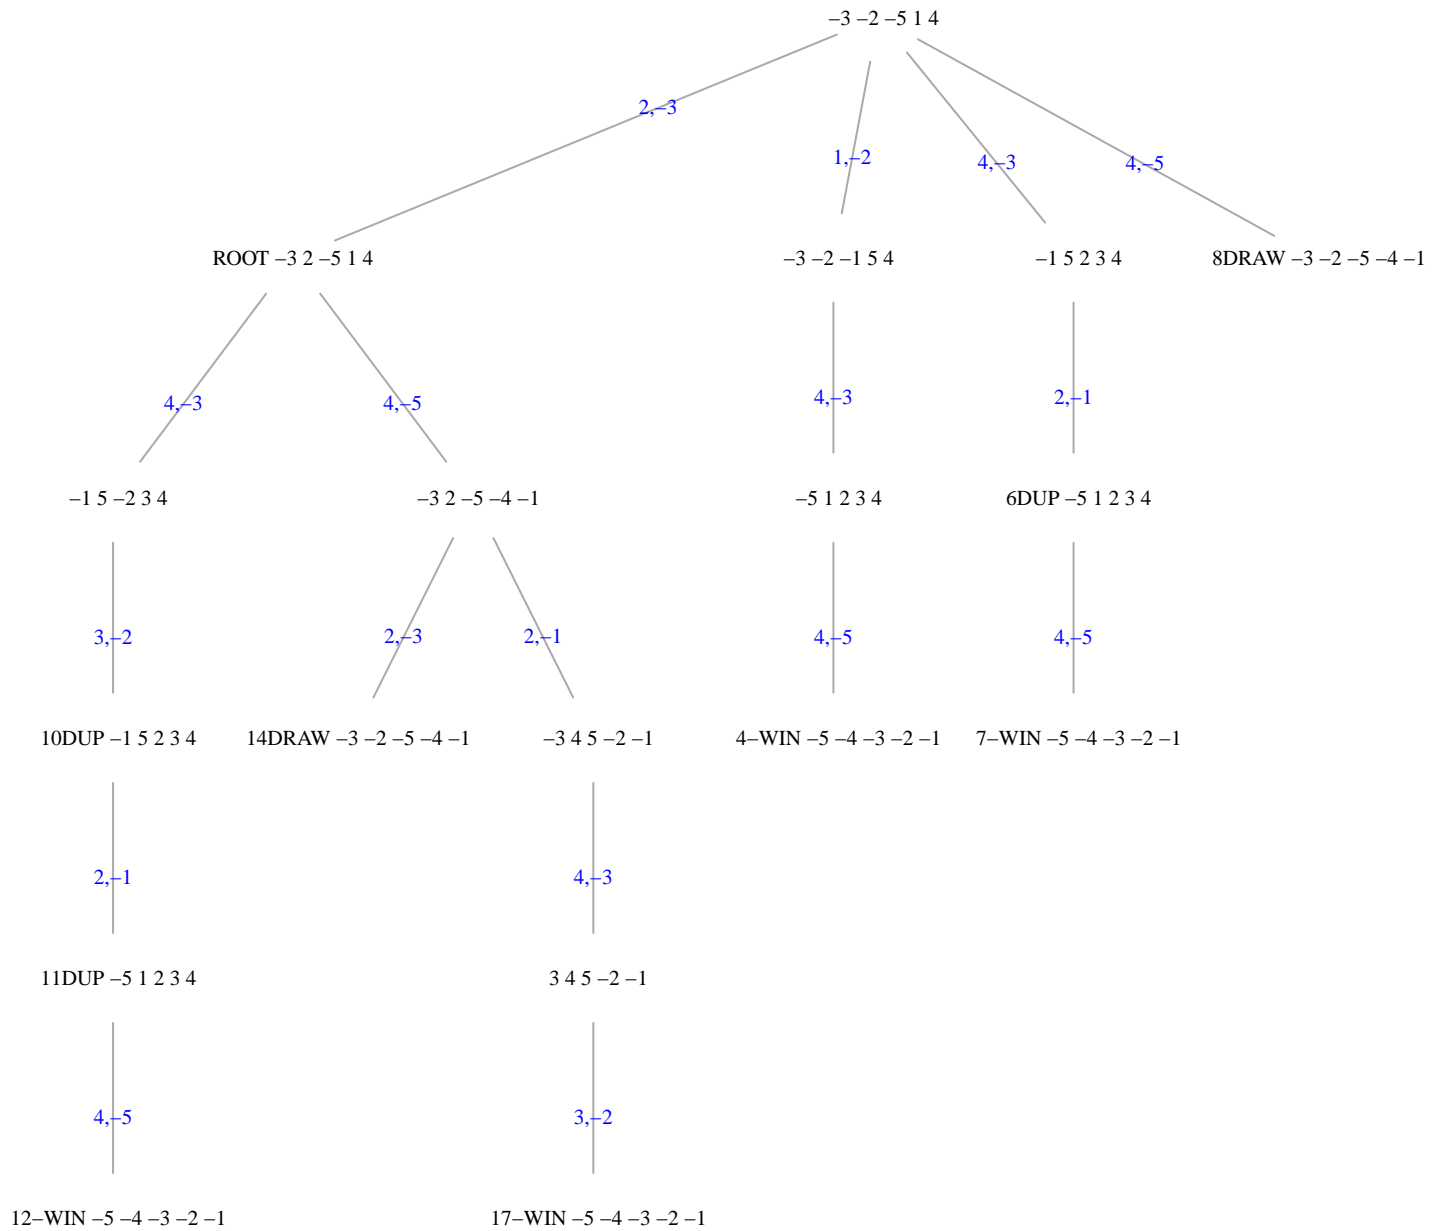 −3 −2 −5 1 4
2,−3
1,−2
4,−3
4,−5
ROOT −3 2 −5 1 4
−3 −2 −1 5 4
−1 5 2 3 4
8DRAW −3 −2 −5 −4 −1
4,−3
4,−5
4,−3
2,−1
−1 5 −2 3 4
−3 2 −5 −4 −1
−5 1 2 3 4
6DUP −5 1 2 3 4
3,−2
2,−3
2,−1
4,−5
4,−5
10DUP −1 5 2 3 4
14DRAW −3 −2 −5 −4 −1
−3 4 5 −2 −1
4−WIN −5 −4 −3 −2 −1
7−WIN −5 −4 −3 −2 −1
2,−1
4,−3
11DUP −5 1 2 3 4
3 4 5 −2 −1
4,−5
3,−2
12−WIN −5 −4 −3 −2 −1
17−WIN −5 −4 −3 −2 −1